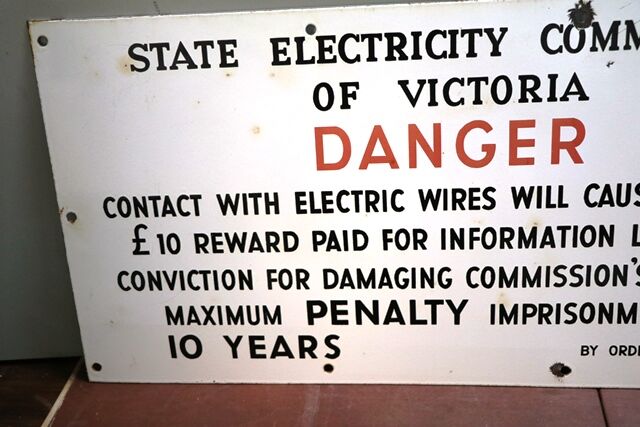 STATE ELECTRICITY COMM
OF VICTORIA
DANGER
CONTACT WITH ELECTRIC WIRES WILL CAUS
£10 REWARD PAID FOR INFORMATION L
CONVICTION FOR DAMAGING COMMISSION'S
MAXIMUM PENALTY IMPRISONM
10 YEARS
BY ORDE